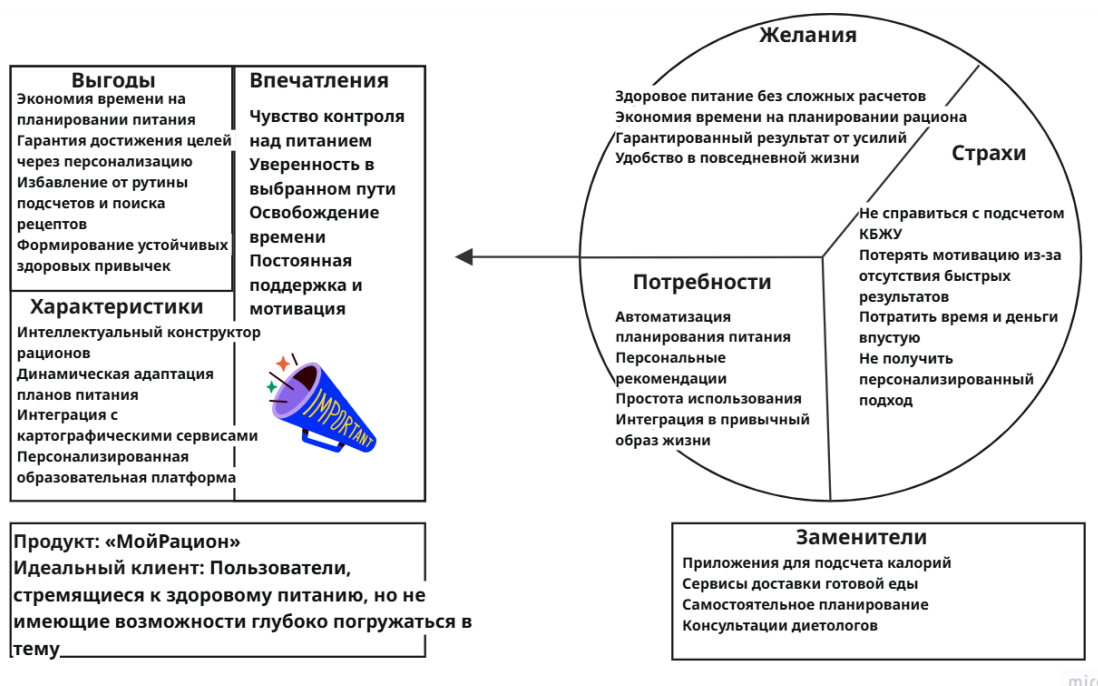 Выгоды
Экономия времени на
планировании питания
Гарантия достижения целей
через персонализацию
Избавление от рутины
подсчетов и поиска
рецептов
Формирование устойчивых
здоровых привычек
Впечатления
Чувство контроля
над питанием
Уверенность в
выбранном пути
Освобождение
времени
Постоянная
поддержка и
мотивация
IMPORTANT
Характеристики
Интеллектуальный конструктор
рационов
Динамическая адаптация
планов питания
Интеграция с
картографическими сервисами
Персонализированная
образовательная платформа
Продукт: «МойРацион»
Идеальный клиент: Пользователи,
стремящиеся к здоровому питанию, но не
имеющие возможности глубоко погружаться в
тему
Желания
Здоровое питание без сложных расчетов
Экономия времени на планировании рациона
Гарантированный результат от усилий
Удобство в повседневной жизни
Страхи
Не справиться с подсчетом
КБЖУ
Потерять мотивацию из-за
отсутствия быстрых
результатов
Потратить время и деньги
впустую
Не получить
персонализированный
подход
Потребности
Автоматизация
планирования питания
Персональные
рекомендации
Простота использования
Интеграция в привычный
образ жизни
Заменители
Приложения для подсчета калорий
Сервисы доставки готовой еды
Самостоятельное планирование
Консультации диетологов